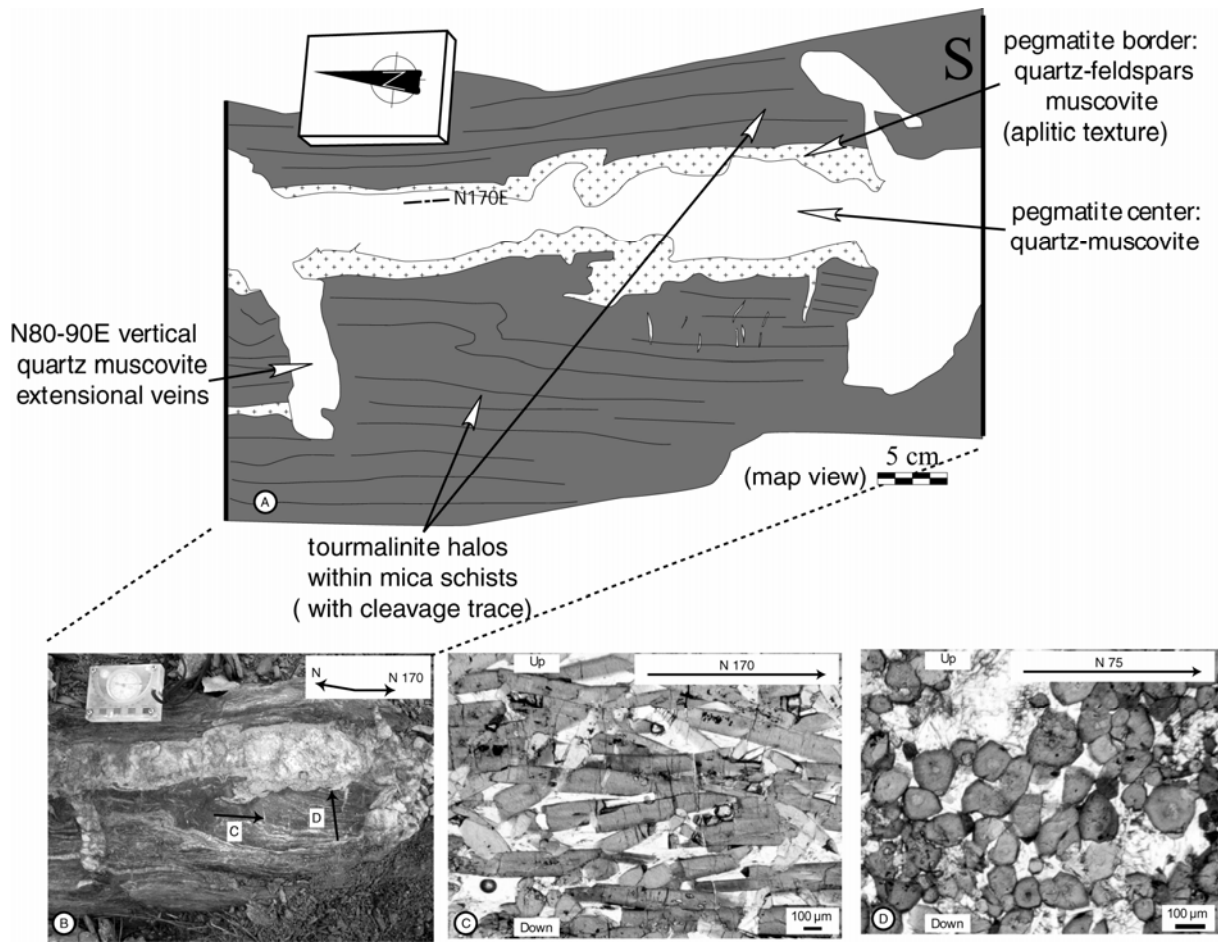 N
S
pegmatite border:
quartz-feldspars
muscovite
(aplitic texture)
N170E
pegmatite center:
quartz-muscovite
N80-90E vertical
quartz muscovite
extensional veins
5 cm
(map view)
A
tourmalinite halos
within mica schists
( with cleavage trace)
N
N 170
C
D
B
Up
N 170
Down
100 µm
C
Up
N 75
Down
100 µm
D